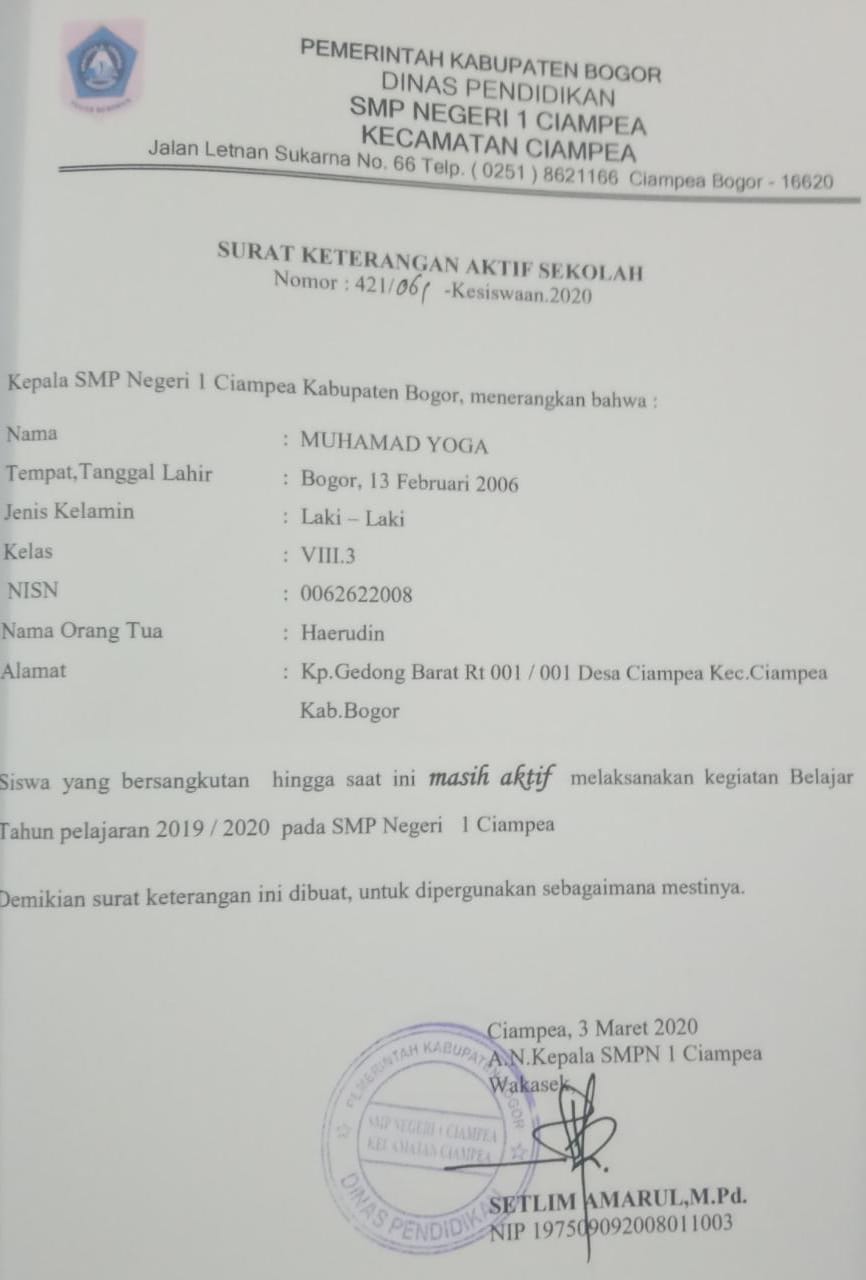 PEMERINTAH KABUPATEN BOGOR
DINAS PENDIDIKAN
SMP NEGERI 1 CIAMPEA
KECAMATAN CIAMPEA
Jalan Letnan Sukarna No. 66 Telp. ( 0251 ) 8621166 Ciampea Bogor - 16620
SURAT KETERANGAN AKTIF SEKOLAH
Nomor : 421/061 -Kesiswaan.2020
Kepala SMP Negeri 1 Ciampea Kabupaten Bogor, menerangkan bahwa :
Nama : MUHAMAD YOGA
Tempat,Tanggal Lahir : Bogor, 13 Februari 2006
Jenis Kelamin : Laki – Laki
Kelas : VIII.3
NISN : 0062622008
Nama Orang Tua : Haerudin
Alamat : Kp.Gedong Barat Rt 001 / 001 Desa Ciampea Kec.Ciampea
Kab.Bogor
Siswa yang bersangkutan hingga saat ini masih aktif melaksanakan kegiatan Belajar
Tahun pelajaran 2019 / 2020 pada SMP Negeri 1 Ciampea
Demikian surat keterangan ini dibuat, untuk dipergunakan sebagaimana mestinya.
Ciampea, 3 Maret 2020
A.N.Kepala SMPN 1 Ciampea
Wakasek,
PEMERINTAH KABUPATEN BOGOR
SMP NEGERI 1 CIAMPEA
KECAMATAN CIAMPEA
DINAS PENDIDIKAN
SETLIM AMARUL,M.Pd.
NIP 197509092008011003